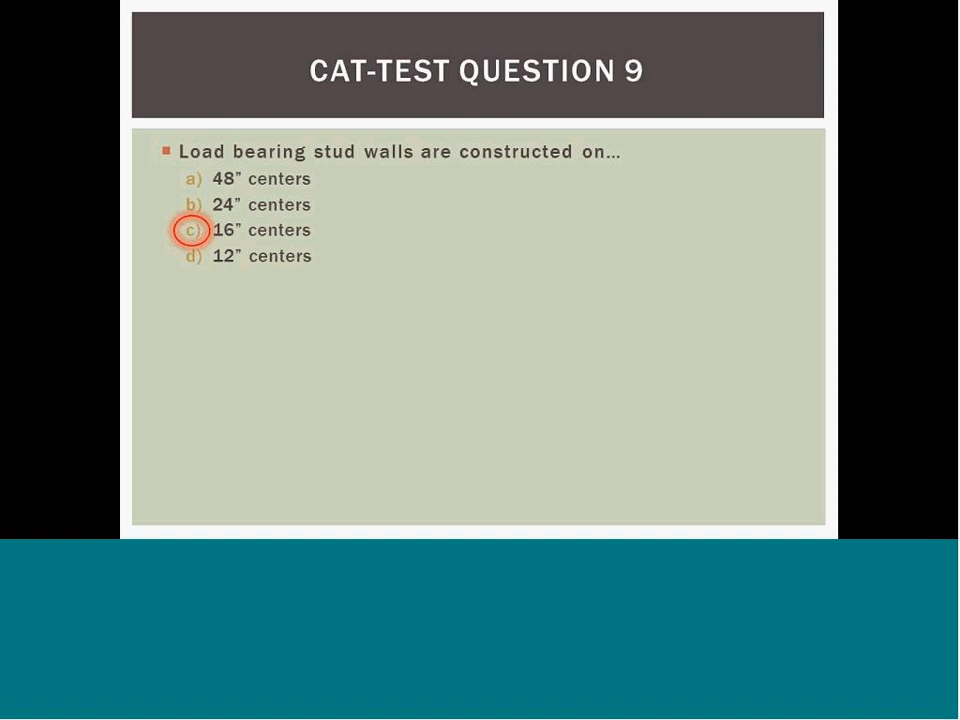 CAT-TEST QUESTION 9
Load bearing stud walls are constructed on…
a) 48” centers
b) 24” centers
c) 16” centers
d) 12” centers